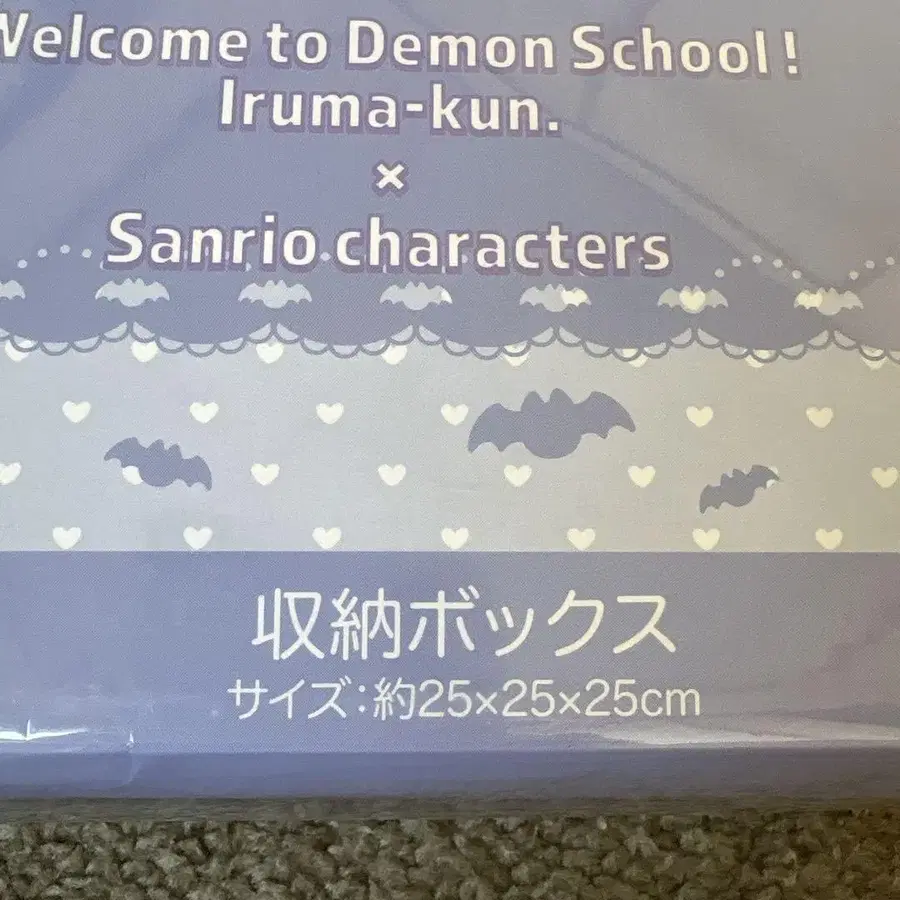 Welcome to Demon School!
Iruma-kun.
×
Sanrio characters
収納ボックス
サイズ:約25×25×25cm